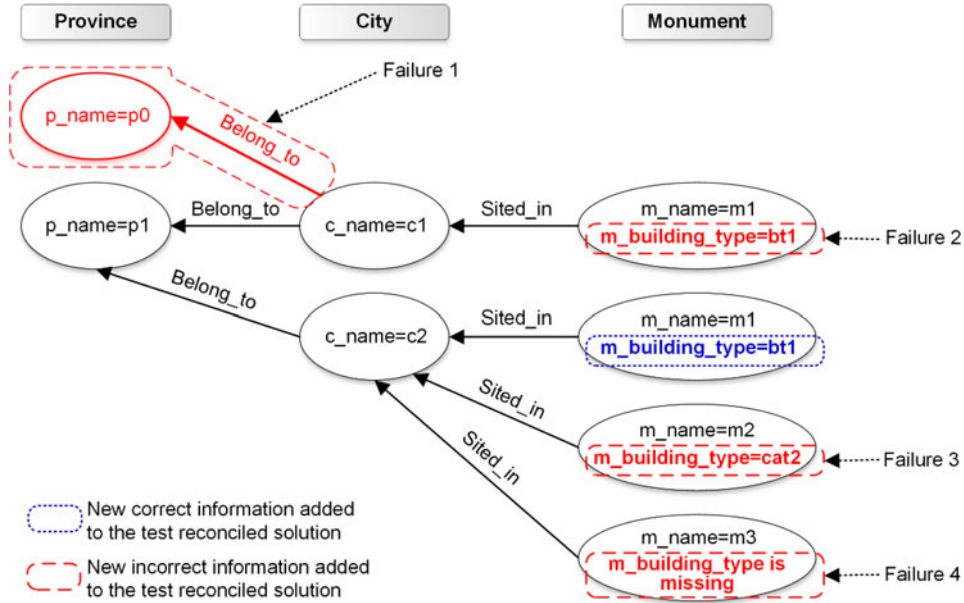 Province
City
Monument
Failure 1
p_name=p0
Belong_to
p_name=p1
Belong_to
c_name=c1
Sited_in
m_name=m1
m_building_type=bt1
Failure 2
Belong_to
c_name=c2
Sited_in
m_name=m1
m_building_type=bt1
Sited_in
m_name=m2
m_building_type=cat2
Failure 3
Sited_in
m_name=m3
m_building_type is
missing
Failure 4
New correct information added
to the test reconciled solution
New incorrect information added
to the test reconciled solution